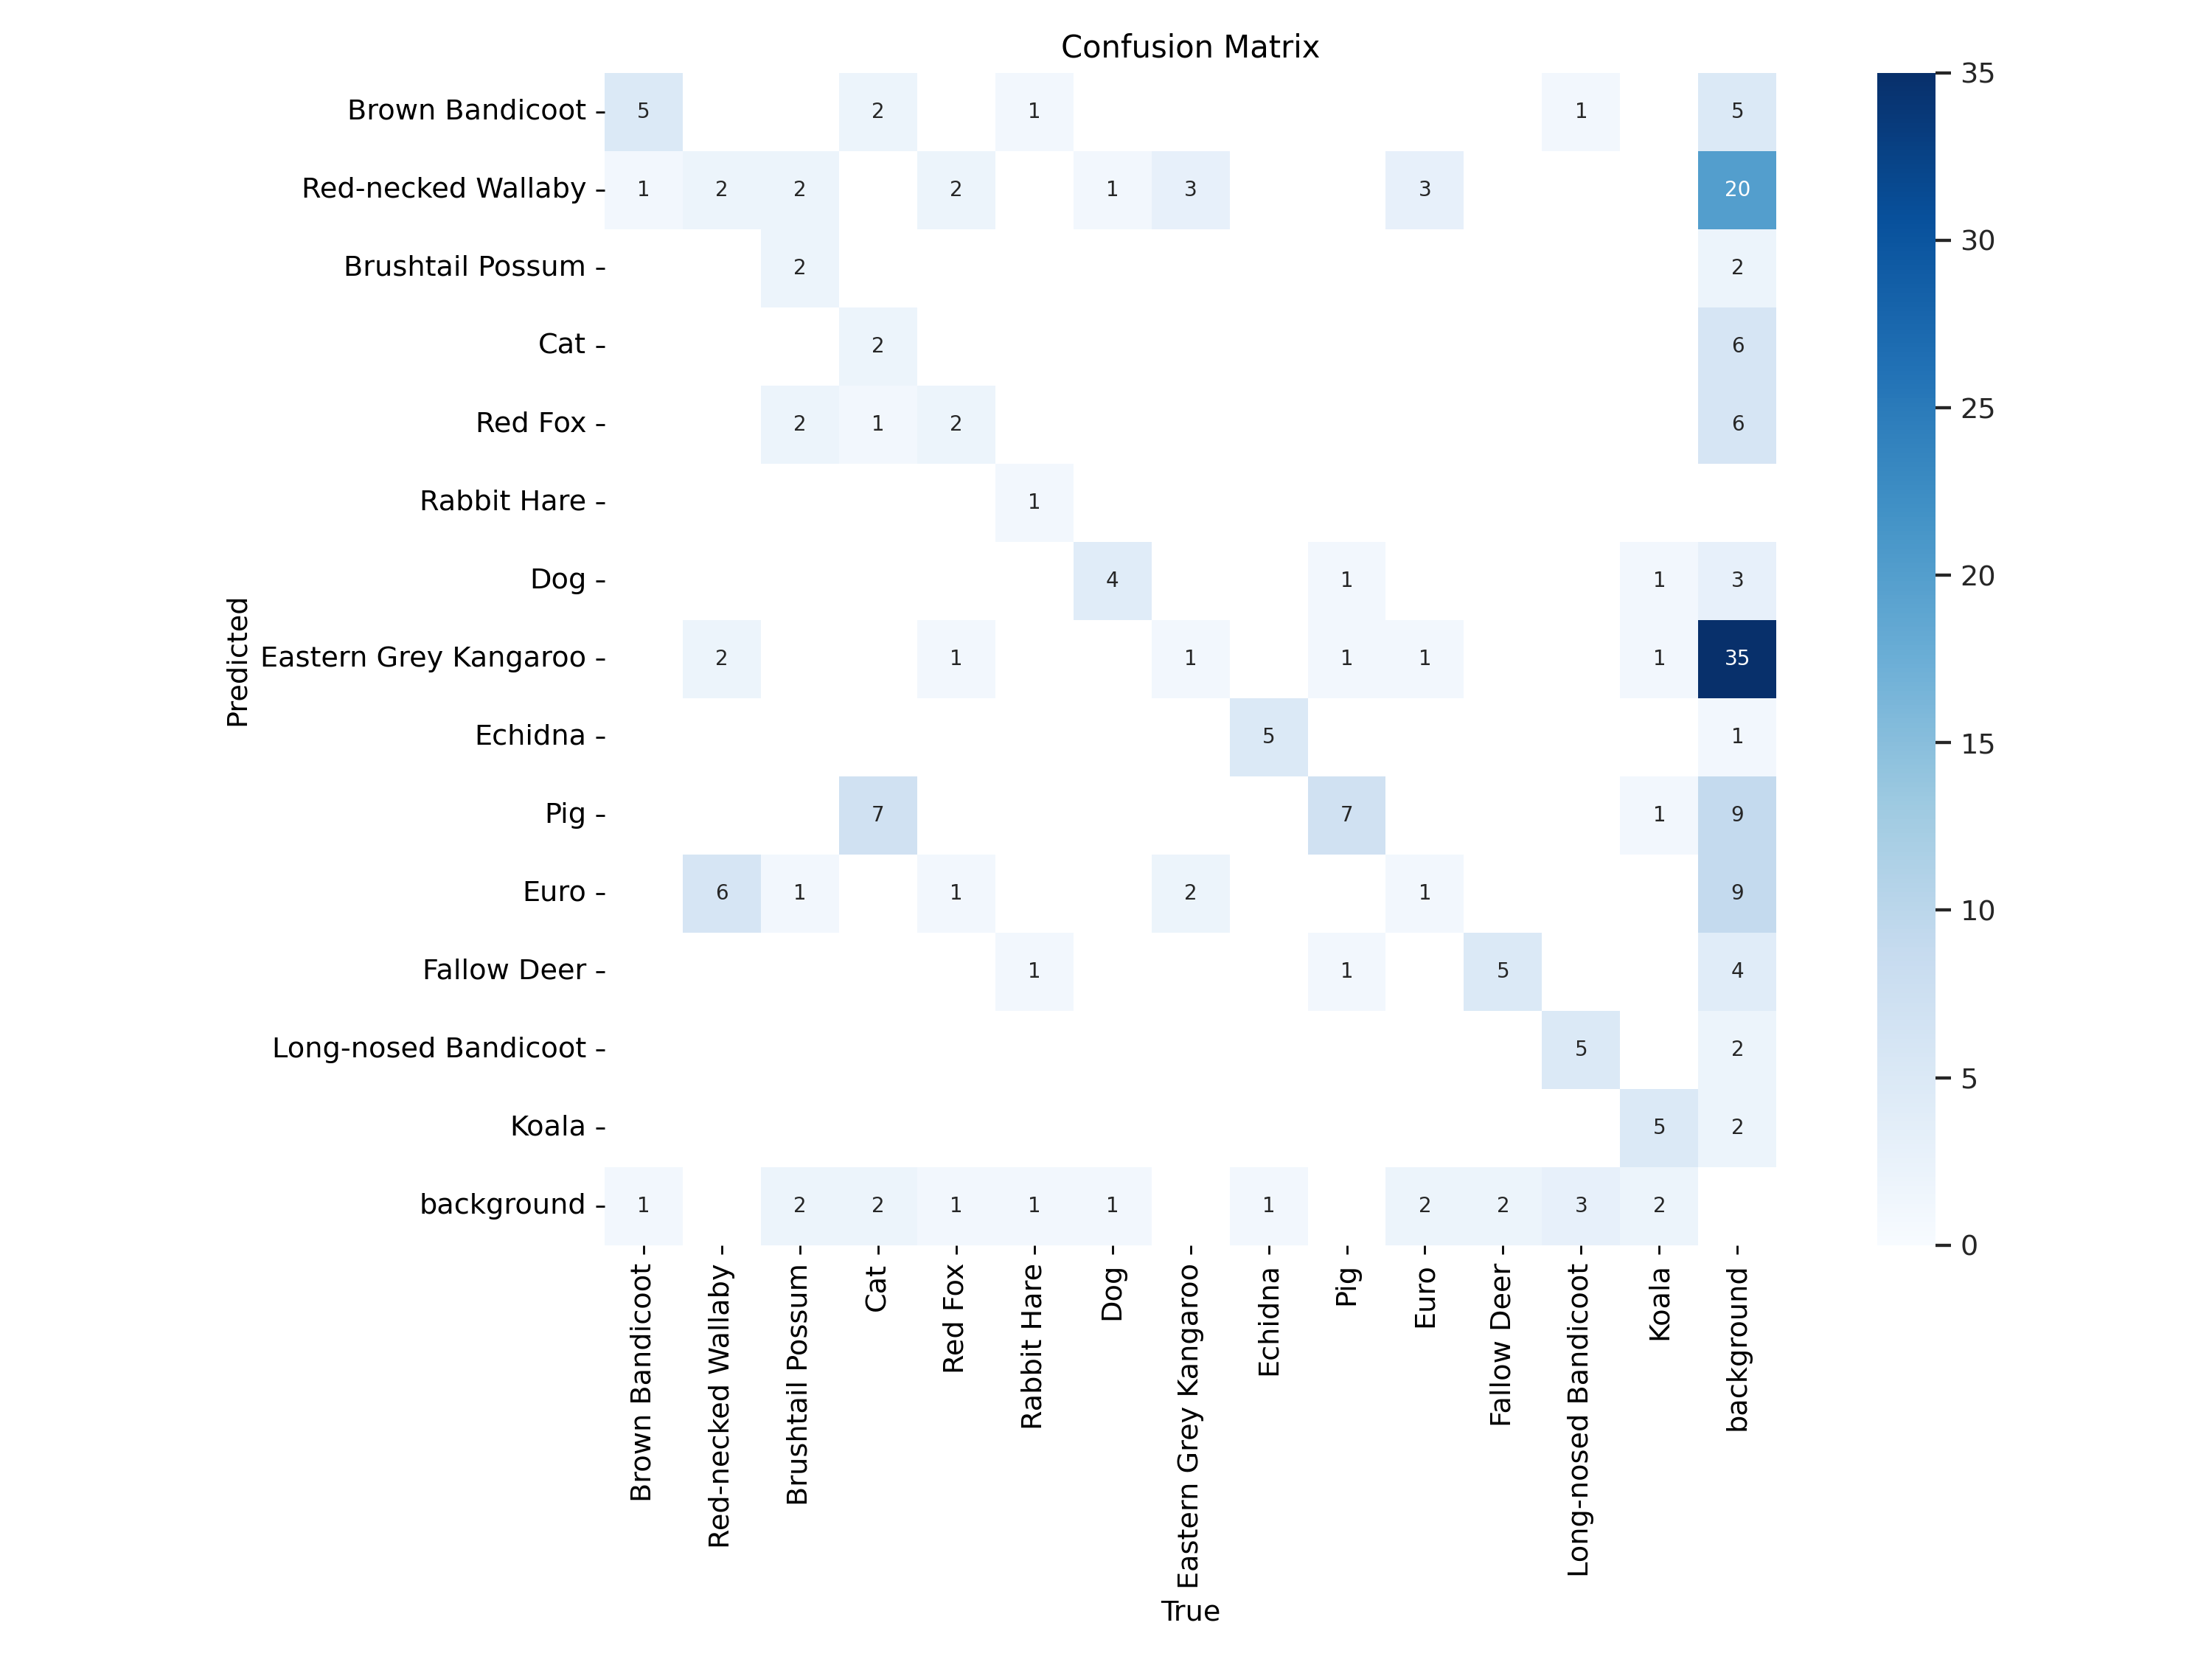 Confusion Matrix
Brown Bandicoot 5 2 1 1 5
Red-necked Wallaby 1 2 2 2 1 3 3 20
Brushtail Possum 2 2
Cat 2 6
Red Fox 2 1 2 6
Rabbit Hare 1
Dog 4 1 1 3
Eastern Grey Kangaroo 2 1 1 1 1 1 35
Echidna 5 1
Pig 7 7 1 9
Euro 6 1 1 2 1 9
Fallow Deer 1 1 5 4
Long-nosed Bandicoot 5 2
Koala 5 2
background 1 2 2 1 1 1 1 2 2 3 2
Predicted
Brown Bandicoot
Red-necked Wallaby
Brushtail Possum
Cat
Red Fox
Rabbit Hare
Dog
Eastern Grey Kangaroo
Echidna
Pig
Euro
Fallow Deer
Long-nosed Bandicoot
Koala
background
True
35
30
25
20
15
10
5
0